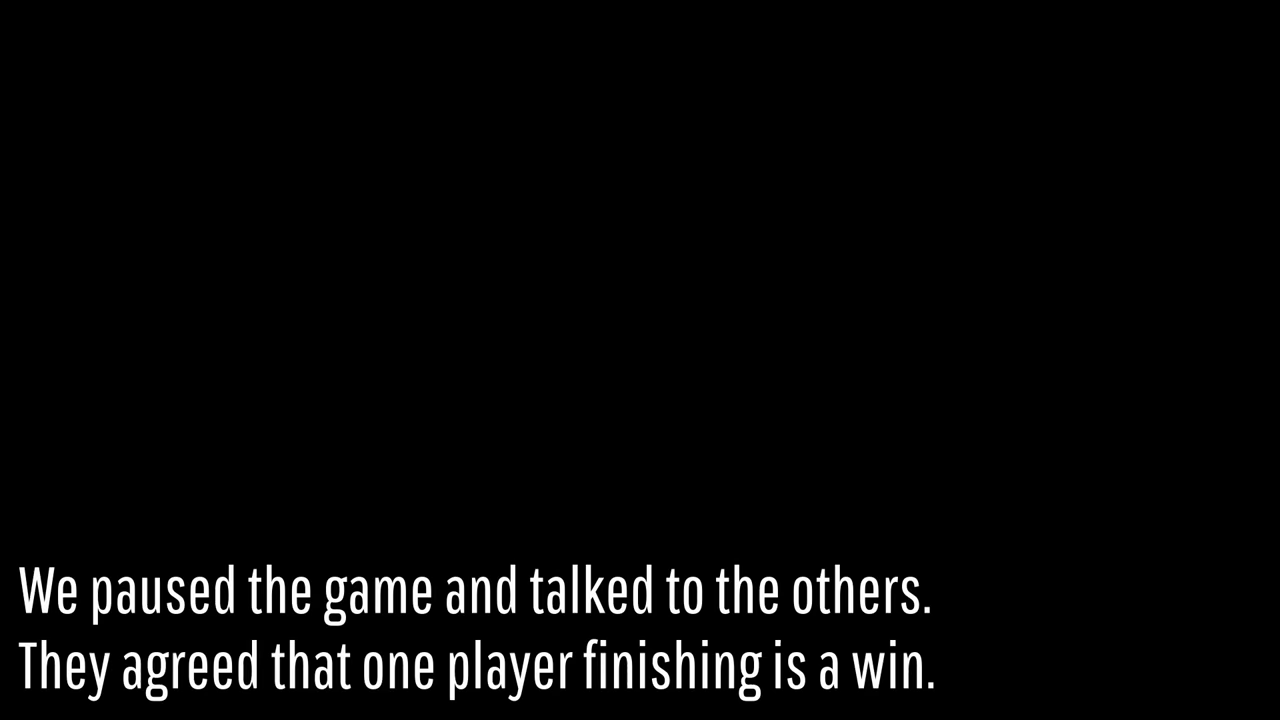 We paused the game and talked to the others.
They agreed that one player finishing is a win.